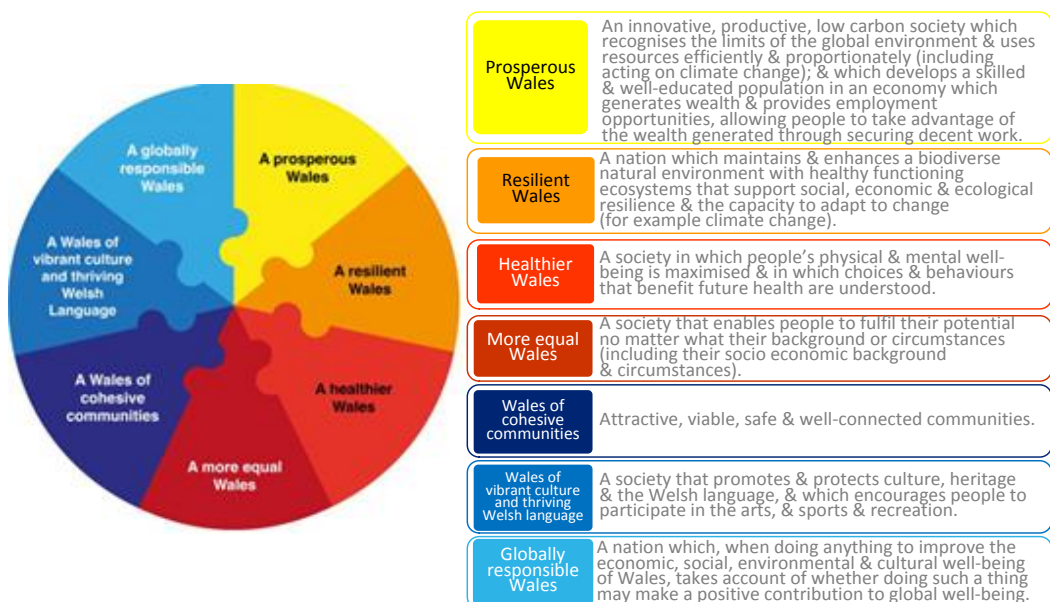 A globally
responsible
Wales
A prosperous
Wales
A Wales of
vibrant culture
and thriving
Welsh
Language
A resilient
Wales
A Wales of
cohesive
communities
A healthier
Wales
A more equal
Wales
Prosperous
Wales
An innovative, productive, low carbon society which
recognises the limits of the global environment & uses
resources efficiently & proportionately (including
acting on climate change); & which develops a skilled
& well-educated population in an economy which
generates wealth & provides employment
opportunities, allowing people to take advantage of
the wealth generated through securing decent work.
Resilient
Wales
A nation which maintains & enhances a biodiverse
natural environment with healthy functioning
ecosystems that support social, economic & ecological
resilience & the capacity to adapt to change
(for example climate change).
Healthier
Wales
A society in which people’s physical & mental well-
being is maximised & in which choices & behaviours
that benefit future health are understood.
More equal
Wales
A society that enables people to fulfil their potential
no matter what their background or circumstances
(including their socio economic background
& circumstances).
Wales of
cohesive
communities
Attractive, viable, safe & well-connected communities.
Wales of
vibrant culture
and thriving
Welsh language
A society that promotes & protects culture, heritage
& the Welsh language, & which encourages people to
participate in the arts, & sports & recreation.
Globally
responsible
Wales
A nation which, when doing anything to improve the
economic, social, environmental & cultural well-being
of Wales, takes account of whether doing such a thing
may make a positive contribution to global well-being.